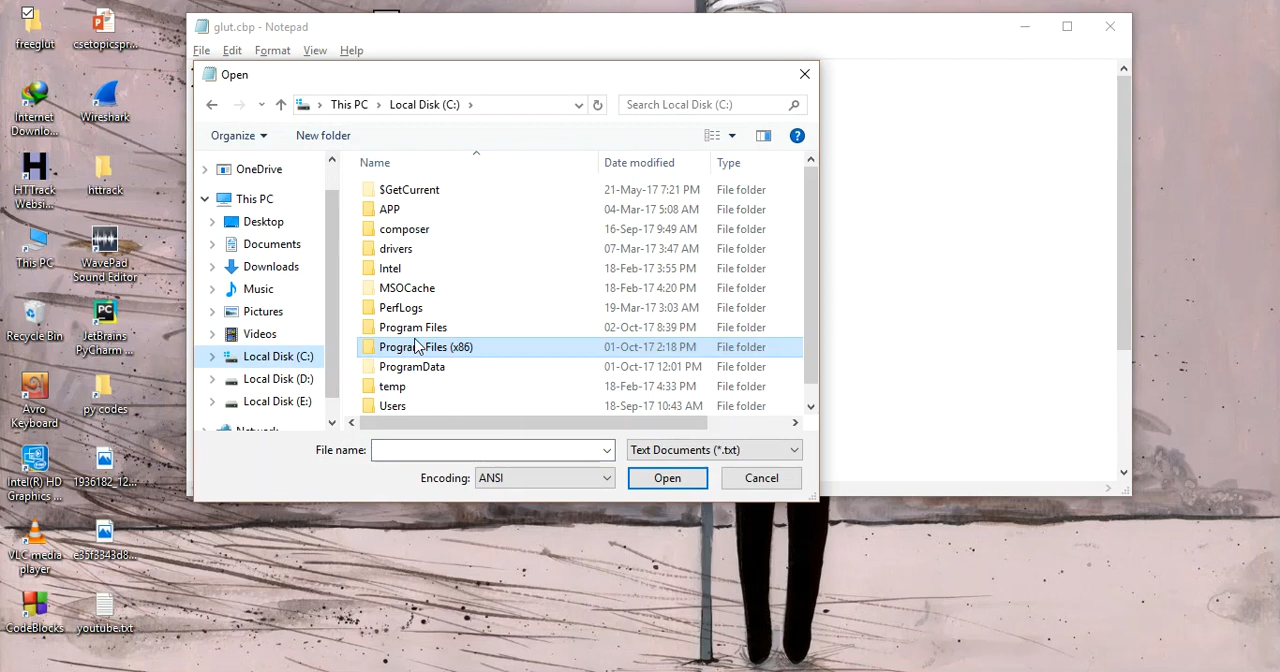 freeglut
csetopicspr...
Internet
Downlo...
Wireshark
HTTrack
Websi...
httrack
This PC
WavePad
Sound Editor
Recycle Bin
JetBrains
PyCharm ...
Avro
Keyboard
py codes
Intel(R) HD
Graphics ...
1936182_12...
VLC media
player
e35f3343d8...
CodeBlocks
youtube.txt
glut.cbp - Notepad
File Edit Format View Help
Open
This PC Local Disk (C:)
Search Local Disk (C:)
Organize New folder
OneDrive
This PC
Desktop
Documents
Downloads
Music
Pictures
Videos
Local Disk (C:)
Local Disk (D:)
Local Disk (E:)
Network
Name Date modified Type
$GetCurrent 21-May-17 7:21 PM File folder
APP 04-Mar-17 5:08 AM File folder
composer 16-Sep-17 9:49 AM File folder
drivers 07-Mar-17 3:47 AM File folder
Intel 18-Feb-17 3:55 PM File folder
MSOCache 18-Feb-17 4:20 PM File folder
PerfLogs 19-Mar-17 3:03 AM File folder
Program Files 02-Oct-17 8:39 PM File folder
Program Files (x86) 01-Oct-17 2:18 PM File folder
ProgramData 01-Oct-17 12:01 PM File folder
temp 18-Feb-17 4:33 PM File folder
Users 18-Sep-17 10:43 AM File folder
File name:
Text Documents (*.txt)
Encoding: ANSI
Open Cancel